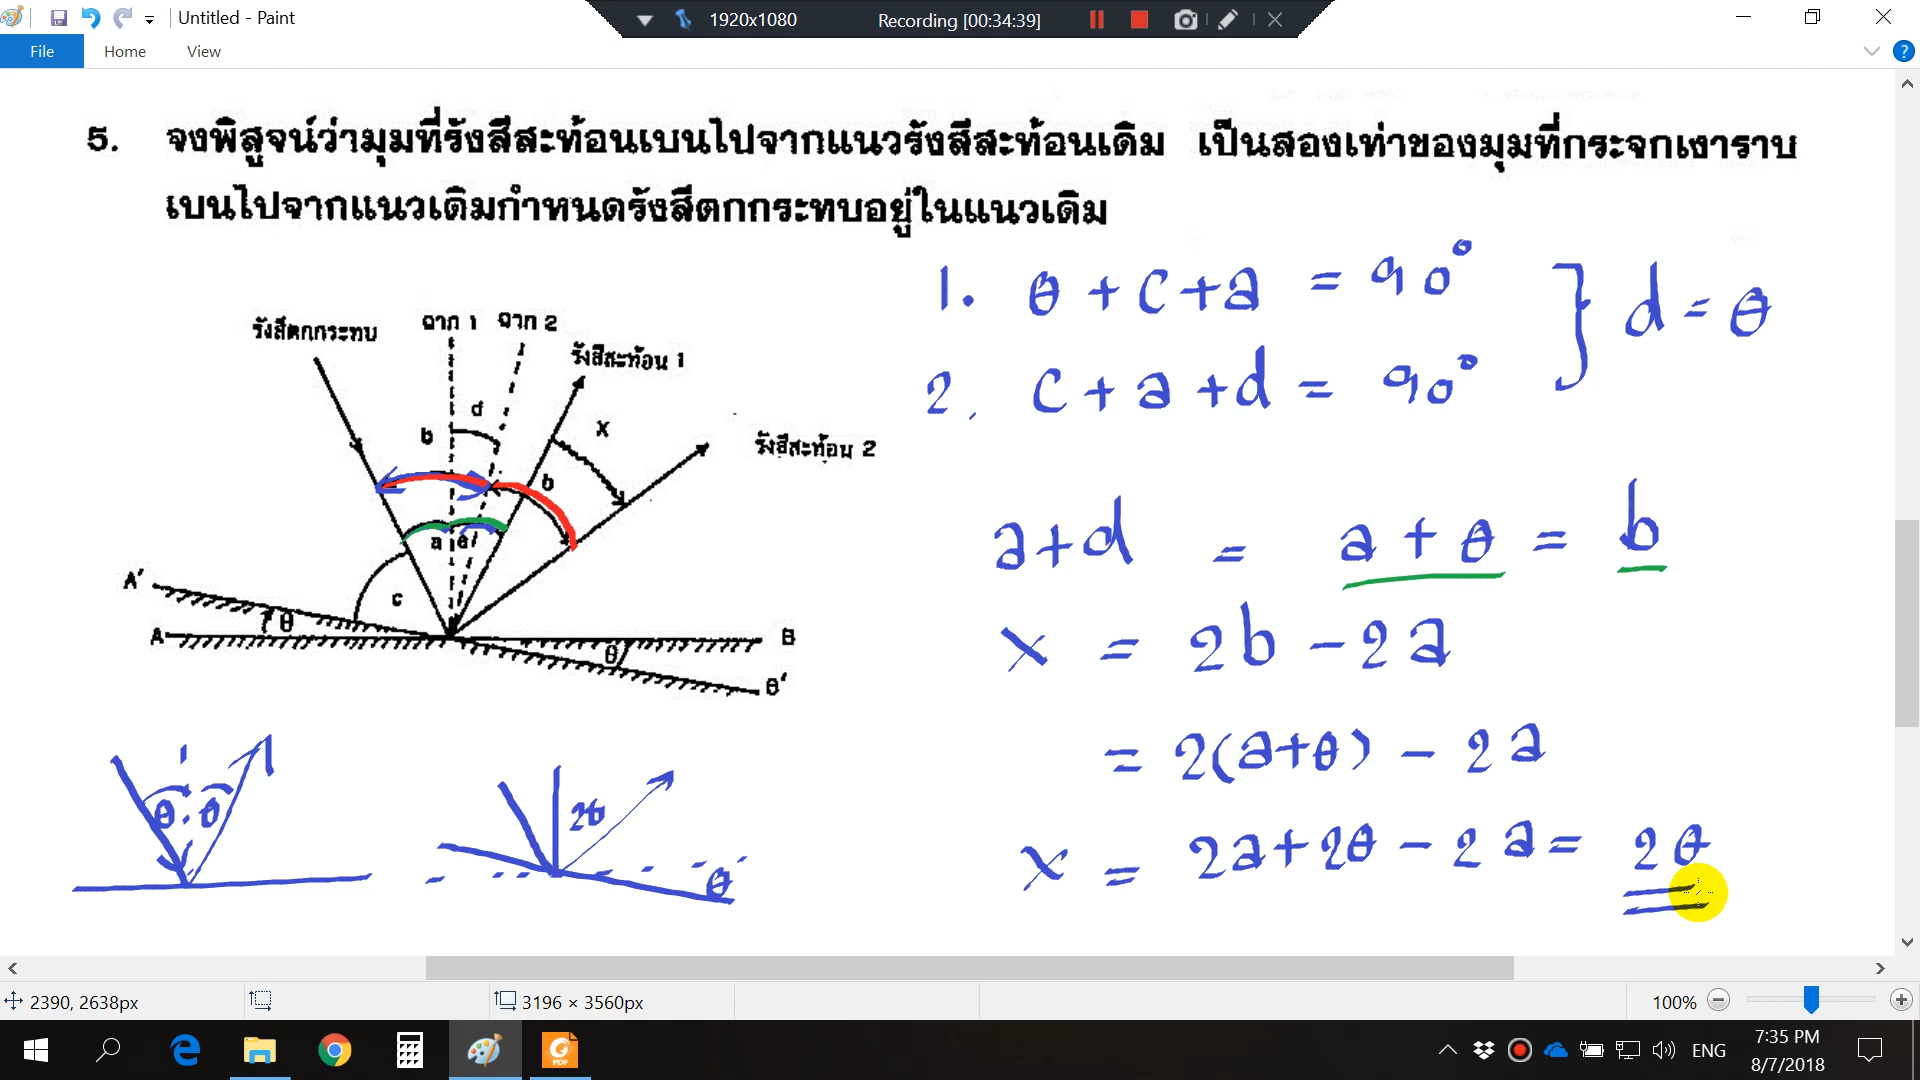 Untitled - Paint
1920x1080
Recording [00:34:39]
File
Home
View
5. จงพิสูจน์ว่ามุมที่รังสีสะท้อนเบนไปจากแนวรังสีสะท้อนเดิม เป็นสองเท่าของมุมที่กระจกเงาราบ
เบนไปจากแนวเดิมกำหนดรังสีตกกระทบอยู่ในแนวเดิม
1. θ + c + a = 90°
2. c + a + d = 90°
} d = θ
รังสีตกกระทบ
ฉาก 1
ฉาก 2
รังสีสะท้อน 1
d
x
b
รังสีสะท้อน 2
b
a
a
A'
c
θ
A
B
θ
θ'
a+d = a + θ = b
x = 2b - 2a
= 2(a+θ) - 2a
x = 2a + 2θ - 2a = 2θ
θ θ
θ
2390, 2638px
3196 × 3560px
100%
PDF
ENG
7:35 PM
8/7/2018